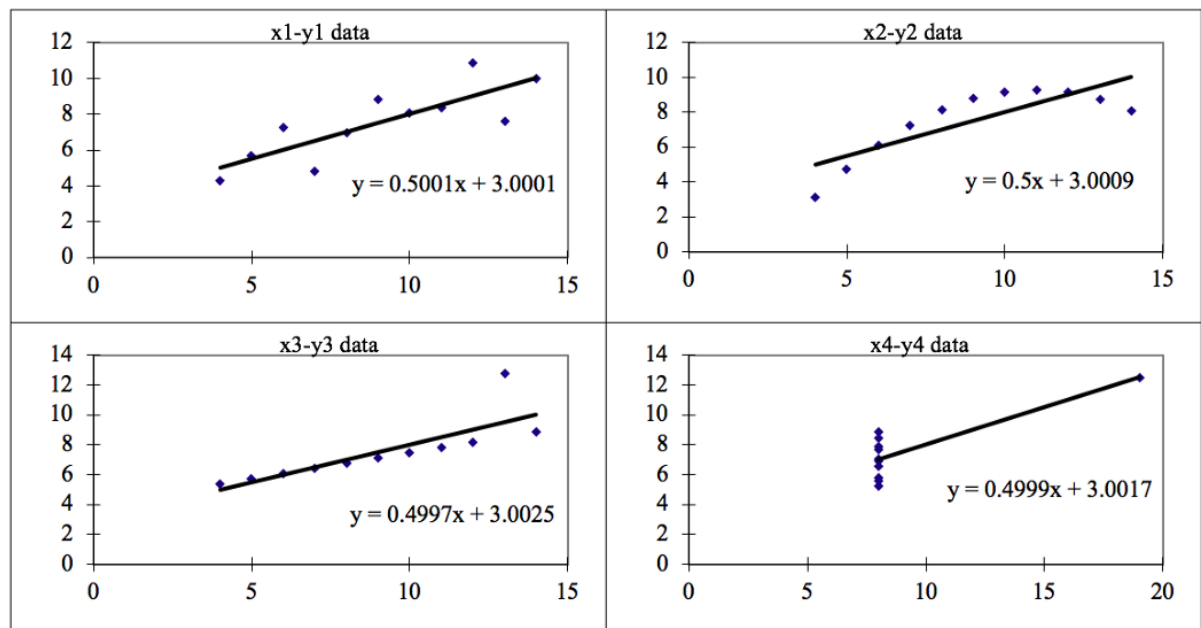 x1-y1 data
12
10
8
6
4
2
0
0 5 10 15
y = 0.5001x + 3.0001
x2-y2 data
12
10
8
6
4
2
0
0 5 10 15
y = 0.5x + 3.0009
x3-y3 data
14
12
10
8
6
4
2
0
0 5 10 15
y = 0.4997x + 3.0025
x4-y4 data
14
12
10
8
6
4
2
0
0 5 10 15 20
y = 0.4999x + 3.0017